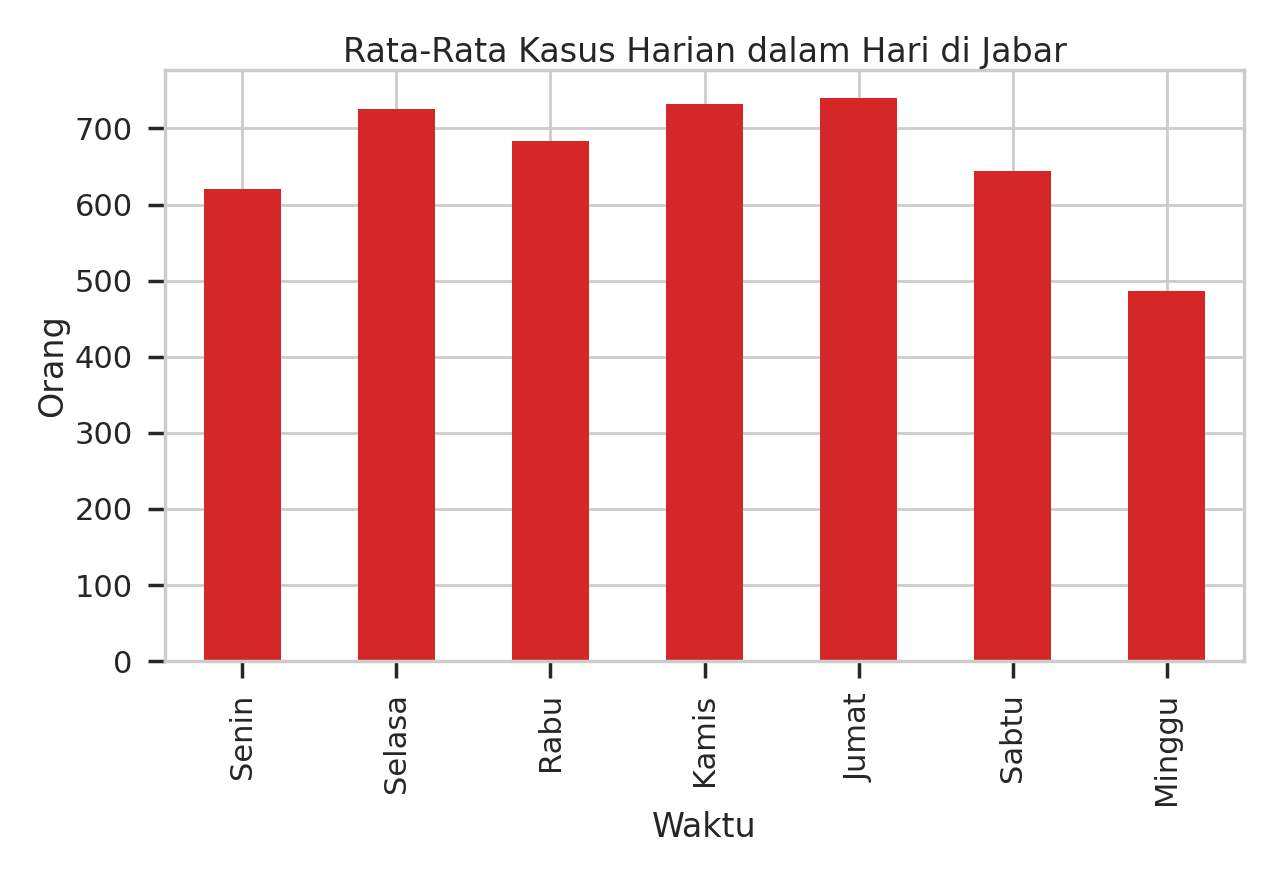 Rata-Rata Kasus Harian dalam Hari di Jabar
700
600
500
400
300
200
100
0
Orang
Senin
Selasa
Rabu
Kamis
Jumat
Sabtu
Minggu
Waktu